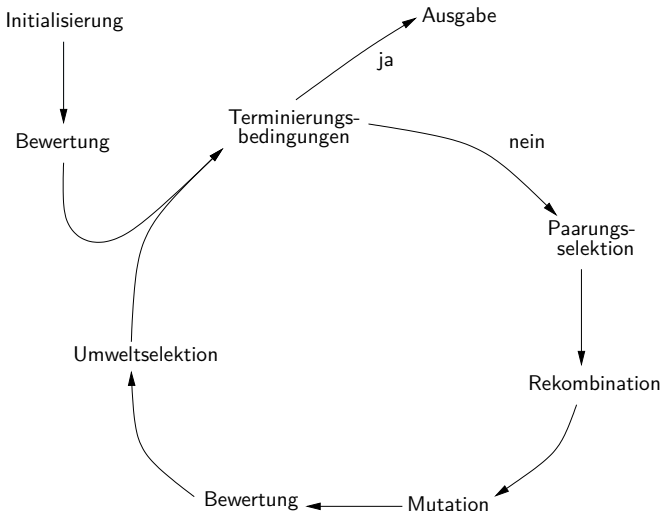 Initialisierung
Ausgabe
ja
Terminierungs-
bedingungen
Bewertung
nein
Paarungs-
selektion
Umweltselektion
Rekombination
Bewertung
Mutation